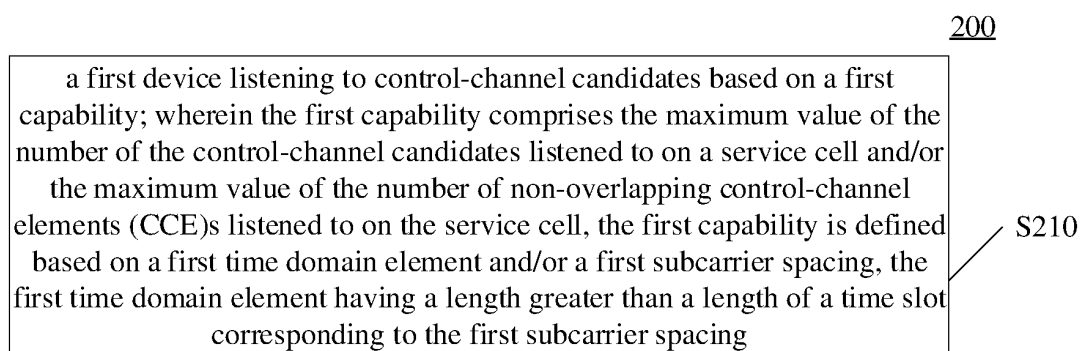 200
a first device listening to control-channel candidates based on a first
capability; wherein the first capability comprises the maximum value of the
number of the control-channel candidates listened to on a service cell and/or
the maximum value of the number of non-overlapping control-channel
elements (CCE)s listened to on the service cell, the first capability is defined
based on a first time domain element and/or a first subcarrier spacing, the
first time domain element having a length greater than a length of a time slot
corresponding to the first subcarrier spacing
S210